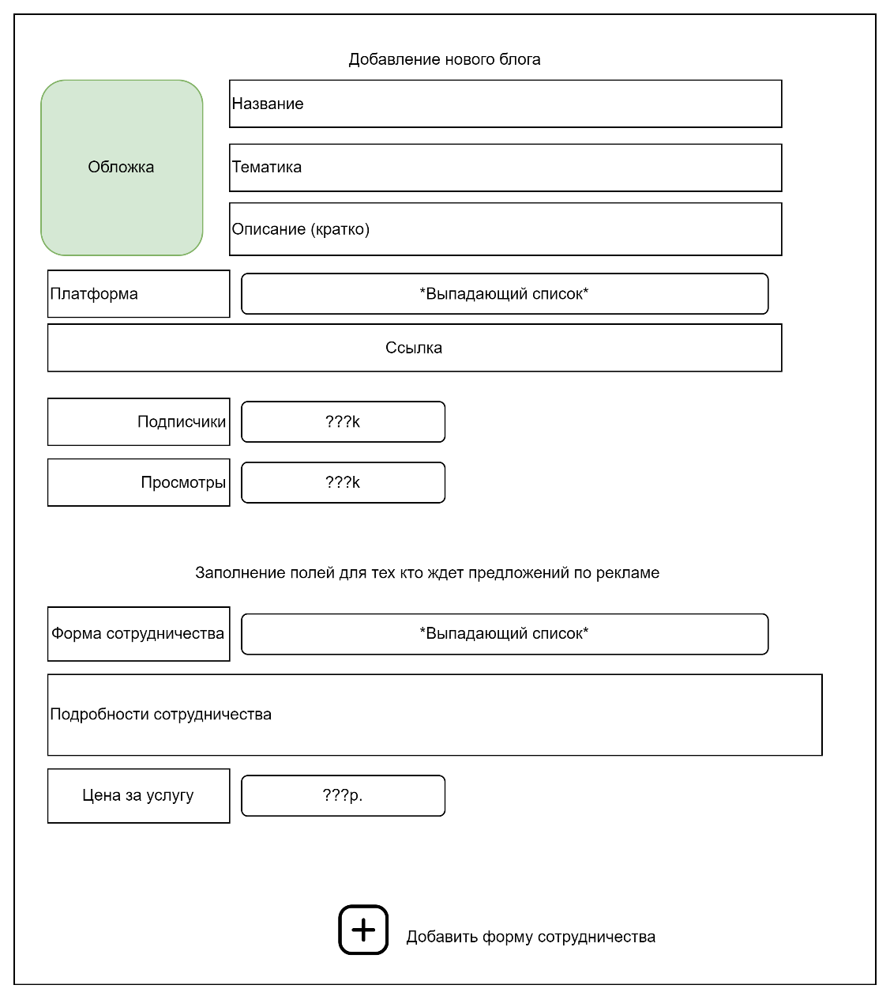 Добавление нового блога
Обложка
Название
Тематика
Описание (кратко)
Платформа
*Выпадающий список*
Ссылка
Подписчики
???k
Просмотры
???k
Заполнение полей для тех кто ждет предложений по рекламе
Форма сотрудничества
*Выпадающий список*
Подробности сотрудничества
Цена за услугу
???р.
Добавить форму сотрудничества